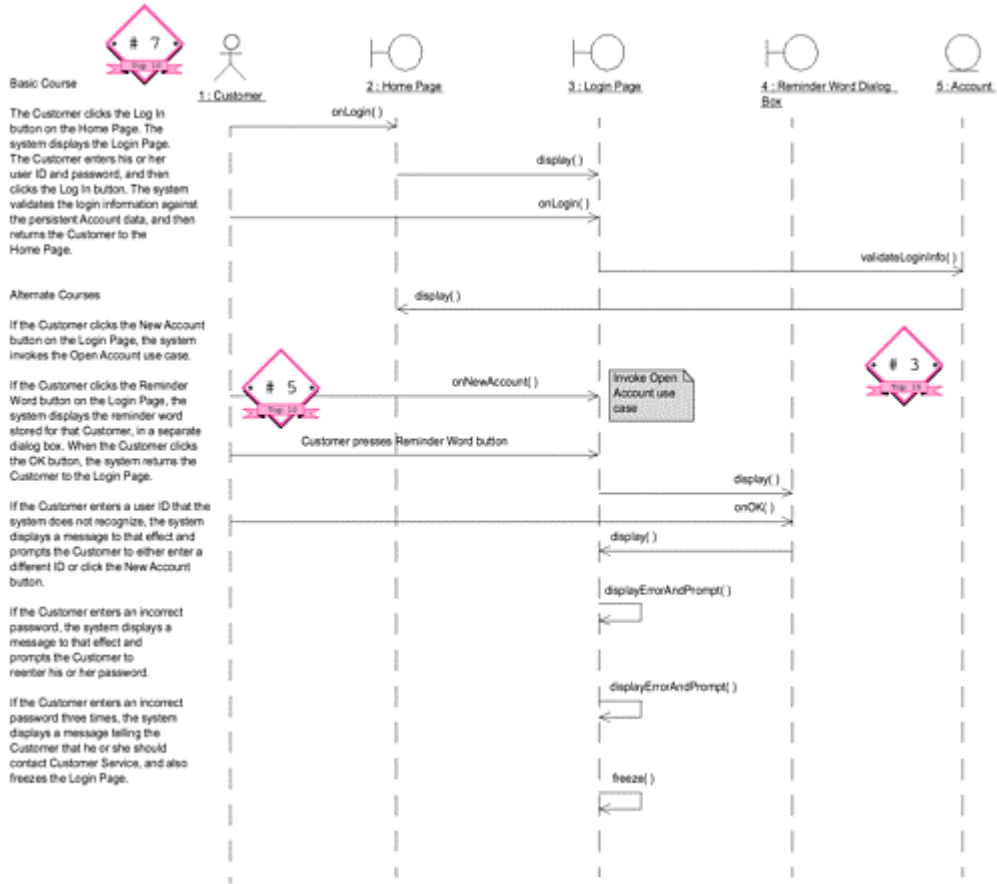 # 7
Top 10
1 : Customer
2 : Home Page
3 : Login Page
4 : Reminder Word Dialog
Box
5 : Account
Basic Course
The Customer clicks the Log In
button on the Home Page. The
system displays the Login Page.
The Customer enters his or her
user ID and password, and then
clicks the Log In button. The system
validates the login information against
the persistent Account data, and then
returns the Customer to the
Home Page.
Alternate Courses
If the Customer clicks the New Account
button on the Login Page, the system
invokes the Open Account use case.
If the Customer clicks the Reminder
Word button on the Login Page, the
system displays the reminder word
stored for that Customer, in a separate
dialog box. When the Customer clicks
the OK button, the system returns the
Customer to the Login Page.
If the Customer enters a user ID that the
system does not recognize, the system
displays a message to that effect and
prompts the Customer to either enter a
different ID or click the New Account
button.
If the Customer enters an incorrect
password, the system displays a
message to that effect and
prompts the Customer to
reenter his or her password.
If the Customer enters an incorrect
password three times, the system
displays a message telling the
Customer that he or she should
contact Customer Service, and also
freezes the Login Page.
onLogin( )
display( )
onLogin( )
validateLoginInfo( )
display( )
# 3
Top 10
# 5
Top 10
onNewAccount( )
Invoke Open
Account use
case
Customer presses Reminder Word button
display( )
onOK( )
display( )
displayErrorAndPrompt( )
displayErrorAndPrompt( )
freeze( )